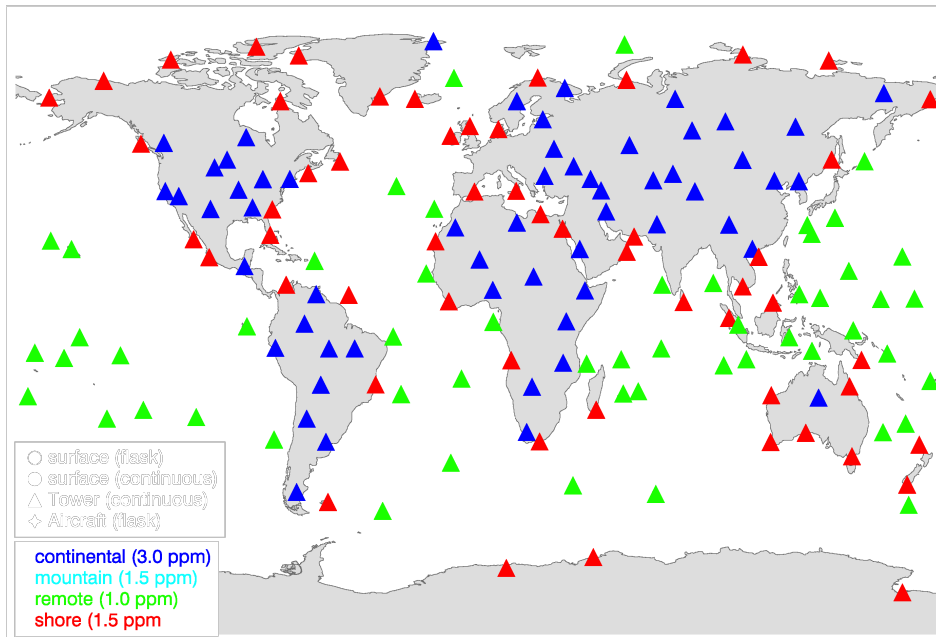 surface (flask)
surface (continuous)
Tower (continuous)
Aircraft (flask)
continental (3.0 ppm)
mountain (1.5 ppm)
remote (1.0 ppm)
shore (1.5 ppm